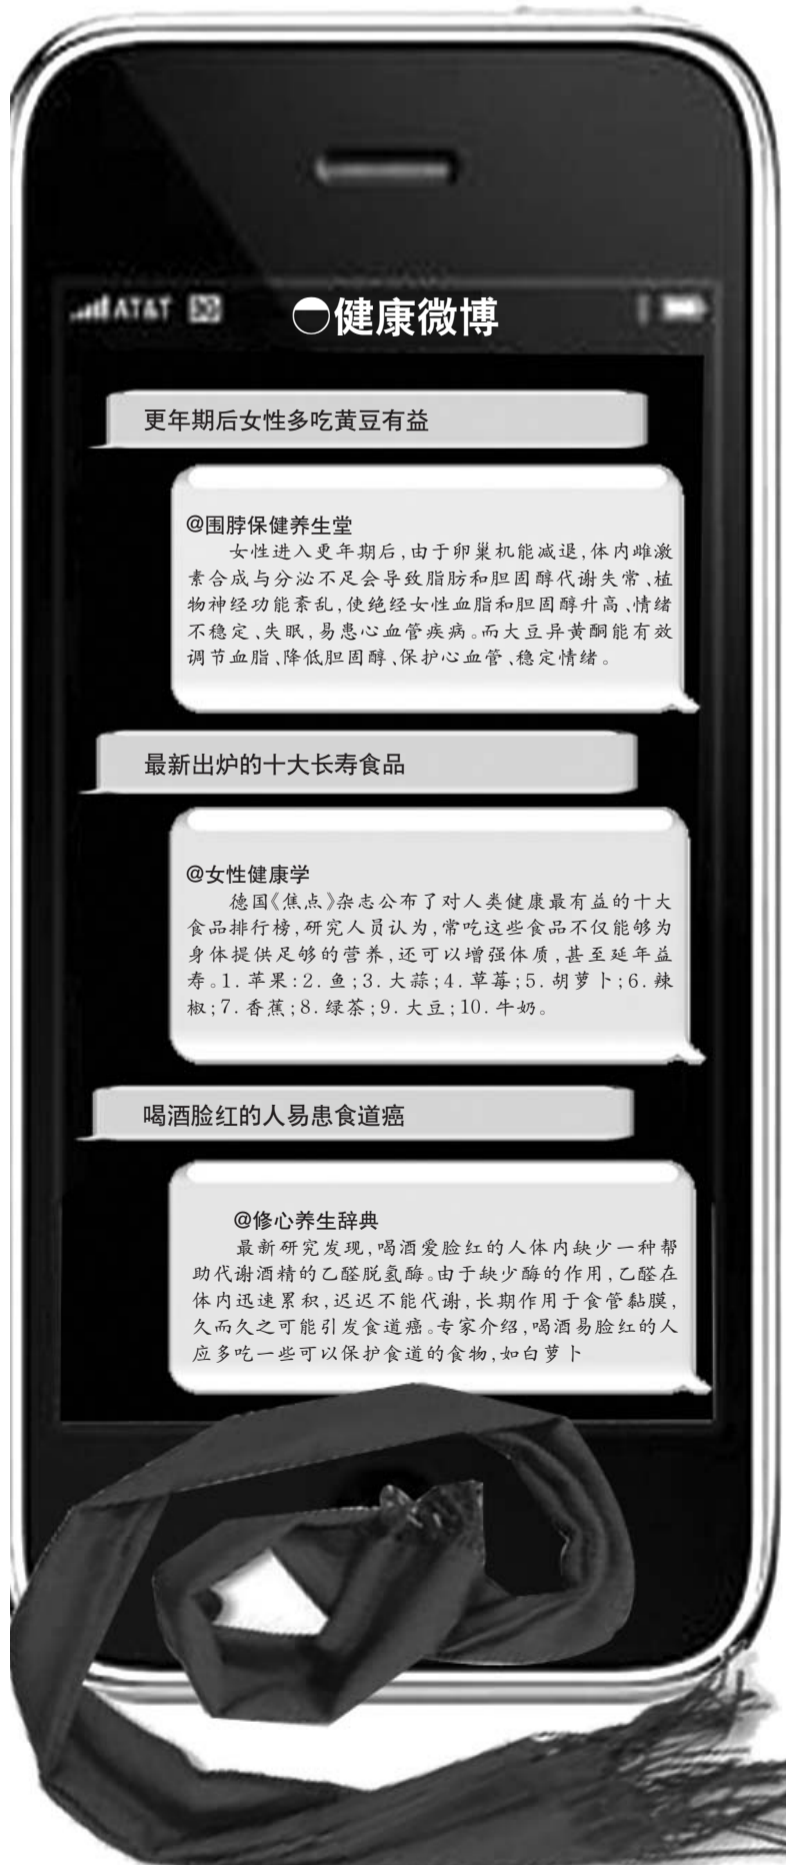 AT&T 3G
健康微博
更年期后女性多吃黄豆有益
@围脖保健养生堂
女性进入更年期后,由于卵巢机能减退,体内雌激
素合成与分泌不足会导致脂肪和胆固醇代谢失常、植
物神经功能紊乱,使绝经女性血脂和胆固醇升高、情绪
不稳定、失眠,易患心血管疾病。而大豆异黄酮能有效
调节血脂、降低胆固醇、保护心血管、稳定情绪。
最新出炉的十大长寿食品
@女性健康学
德国《焦点》杂志公布了对人类健康最有益的十大
食品排行榜,研究人员认为,常吃这些食品不仅能够为
身体提供足够的营养,还可以增强体质,甚至延年益
寿。1. 苹果:2. 鱼;3. 大蒜;4. 草莓;5. 胡萝卜;6. 辣
椒;7. 香蕉;8. 绿茶;9. 大豆;10. 牛奶。
喝酒脸红的人易患食道癌
@修心养生辞典
最新研究发现,喝酒爱脸红的人体内缺少一种帮
助代谢酒精的乙醛脱氢酶。由于缺少酶的作用,乙醛在
体内迅速累积,迟迟不能代谢,长期作用于食管黏膜,
久而久之可能引发食道癌。专家介绍,喝酒易脸红的人
应多吃一些可以保护食道的食物,如白萝卜